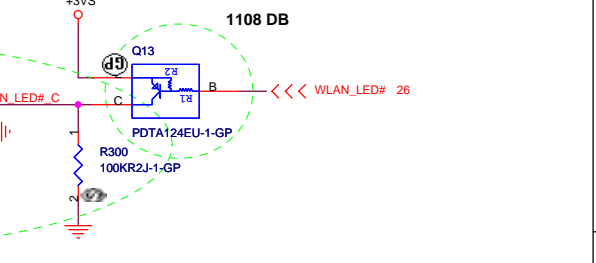 +3VS
1108 DB
Q13
GP
R2
R1
B
C
N_LED#_C
WLAN_LED# 26
PDTA124EU-1-GP
1
R300
100KR2J-1-GP
2